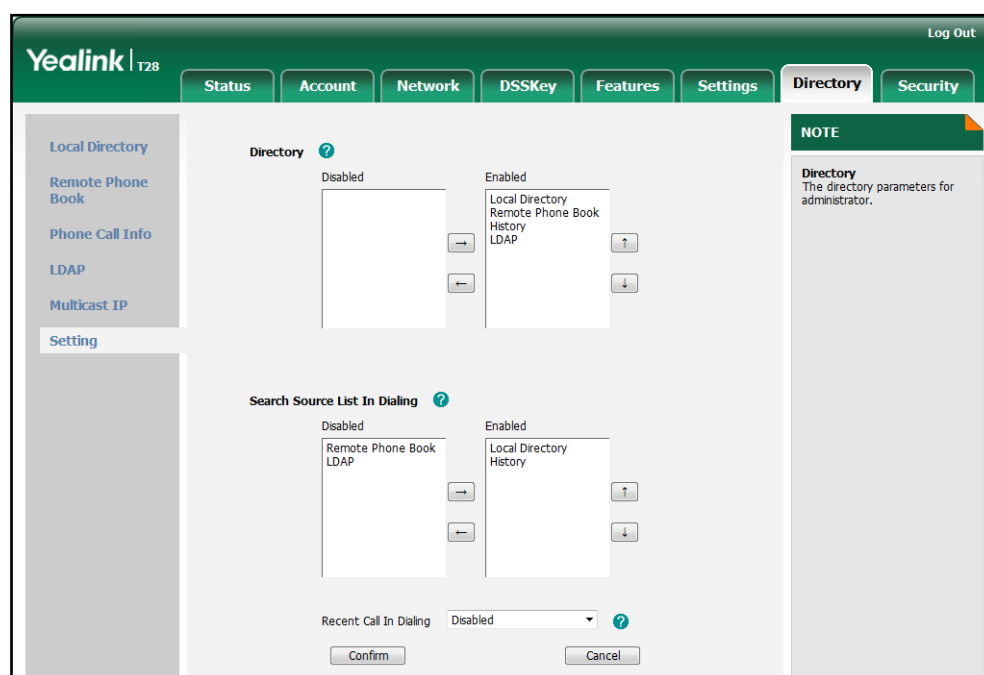 Log Out
Yealink T28
Status Account Network DSSKey Features Settings Directory Security
Local Directory
Remote Phone
Book
Phone Call Info
LDAP
Multicast IP
Setting
Directory ?
Disabled Enabled
Local Directory
Remote Phone Book
History
LDAP
→ ↑
← ↓
Search Source List In Dialing ?
Disabled Enabled
Remote Phone Book
LDAP
Local Directory
History
→ ↑
← ↓
Recent Call In Dialing Disabled ?
Confirm Cancel
NOTE
Directory
The directory parameters for
administrator.